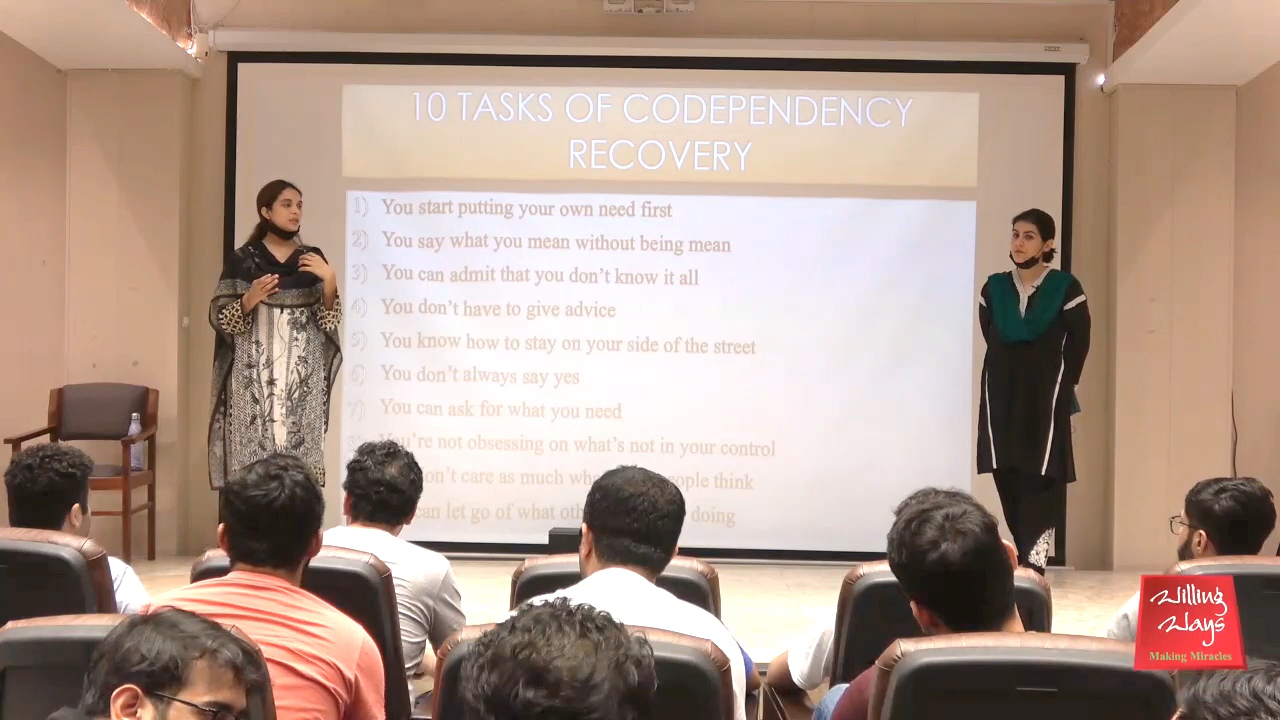 10 TASKS OF CODEPENDENCY
RECOVERY
1) You start putting your own need first
2) You say what you mean without being mean
3) You can admit that you don't know it all
4) You don't have to give advice
5) You know how to stay on your side of the street
6) You don't always say yes
7) You can ask for what you need
You're not obsessing on what's not in your control
care as much think
can let go of what doing
Willing
Ways
Making Miracles